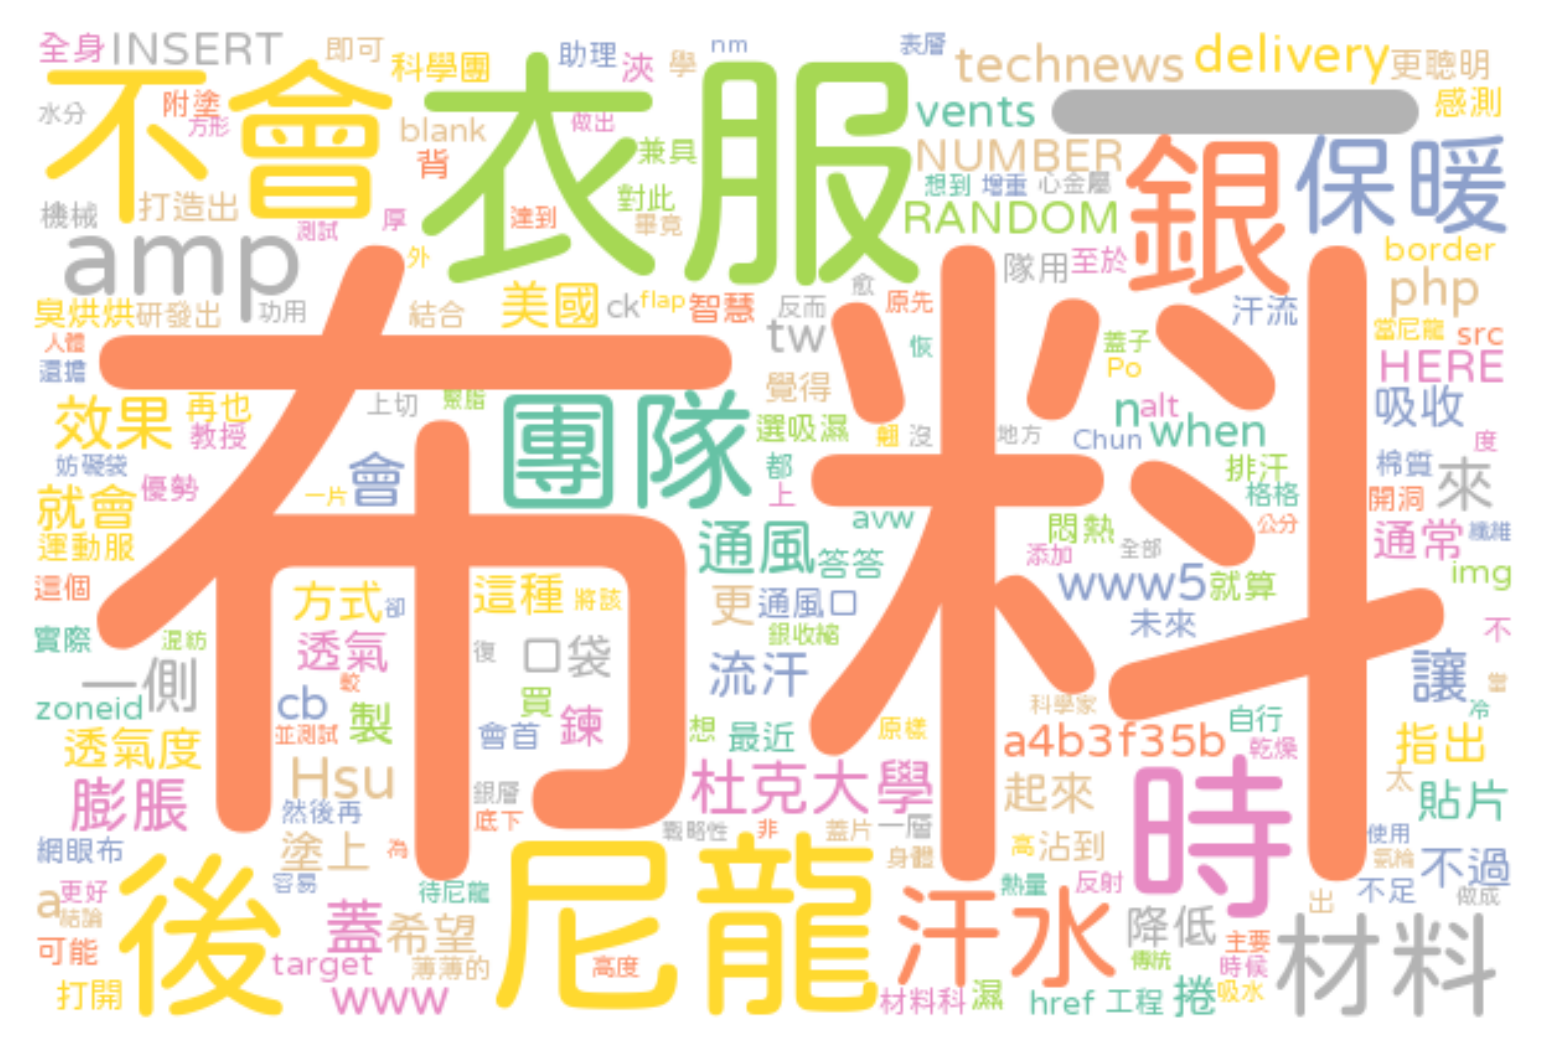 全身 INSERT 即可 科學團 助理 浹 學 nm 表層 technews delivery 更聰明
水分 附塗 方形 不會 blank 背 衣服 做出 兼具 vents 一 感測
機械 打造出 測試 厚 達到 對此 畢竟 NUMBER 想到 增重 心金屬 銀 保暖
amp 外 RANDOM 隊用 至於 border
臭烘烘 研發出 功用 結合 美國 ck flap 智慧 反而 愈 原先 汗流 php
人體 布料 tw 恢 蓋子 當尼龍 src
還擔 覺得 Po HERE
效果 再也 上切 聚脂 團隊 選吸濕 翹 沒 地方 n alt when 吸收
教授 Chun 度
妨礙袋 優勢 會 都 排汗 棉質 來
就會 一片 上 avw 格格 開洞
運動服 通風 答答 悶熱 公分 通常 纖維
添加 全部 img
這個 方式 卻 這種 將該 更 通風口 www5 就算
實際 混紡 銀收縮 未來 不
透氣 復 口袋 流汗 讓
一側 較 科學家 冷
zoneid cb 製 買 鍊 想 最近 原樣 自行
透氣度 並測試 會首 a4b3f35b 乾燥 指出
膨脹 Hsu 銀層 杜克大學 起來 時 太 貼片
然後再 底下 戰略性 非 蓋片 一層 使用
網眼布 塗上 為 身體 高 沾到 氣輪 不過
a 更好 後 容易 待尼龍 尼龍 熱量 反射 不足 做成
結論 蓋 希望 汗水 降低 出 材料
可能 target 薄薄的 高度 傳統 主要
時候
打開 www 材料科 濕 href 工程 捲 吸水